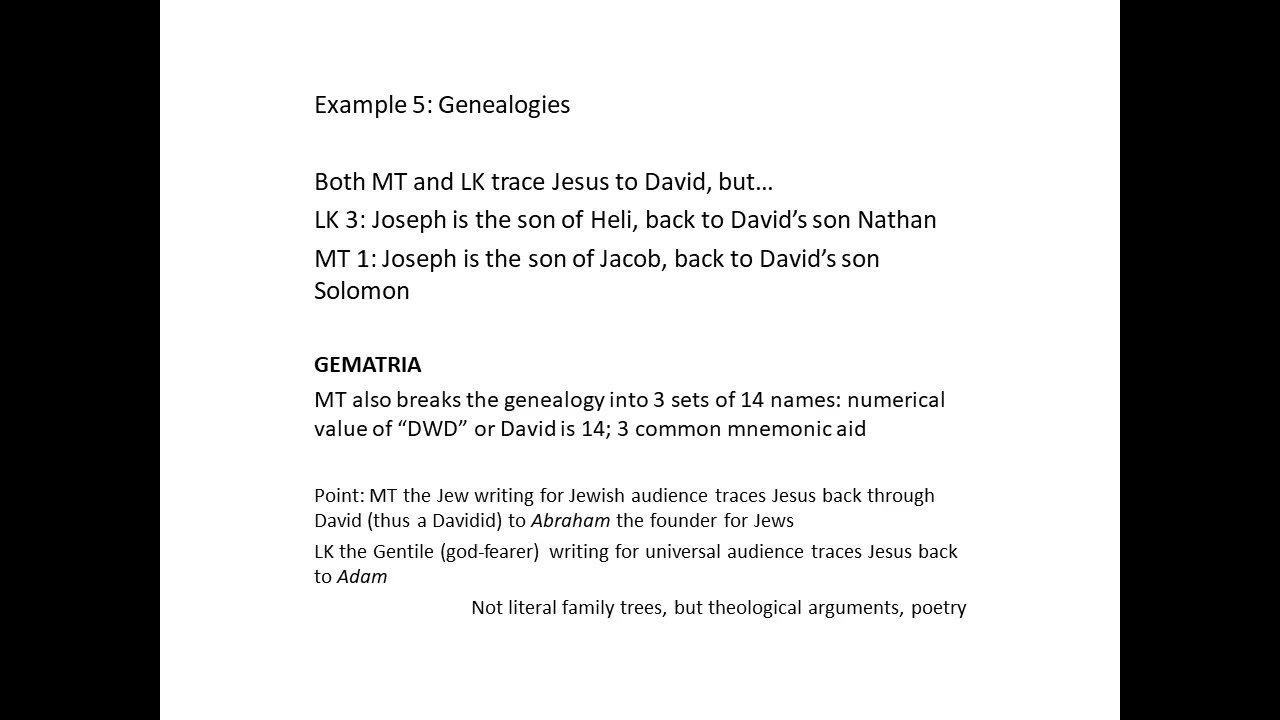 Example 5: Genealogies
Both MT and LK trace Jesus to David, but…
LK 3: Joseph is the son of Heli, back to David’s son Nathan
MT 1: Joseph is the son of Jacob, back to David’s son
Solomon
GEMATRIA
MT also breaks the genealogy into 3 sets of 14 names: numerical
value of “DWD” or David is 14; 3 common mnemonic aid
Point: MT the Jew writing for Jewish audience traces Jesus back through
David (thus a Davidid) to Abraham the founder for Jews
LK the Gentile (god-fearer) writing for universal audience traces Jesus back
to Adam
Not literal family trees, but theological arguments, poetry